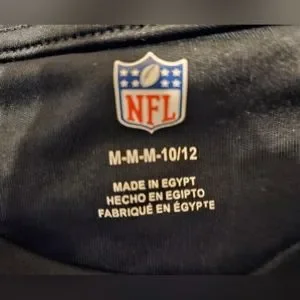 NFL
M-M-M-10/12
MADE IN EGYPT
HECHO EN EGIPTO
FABRIQUÉ EN ÉGYPTE